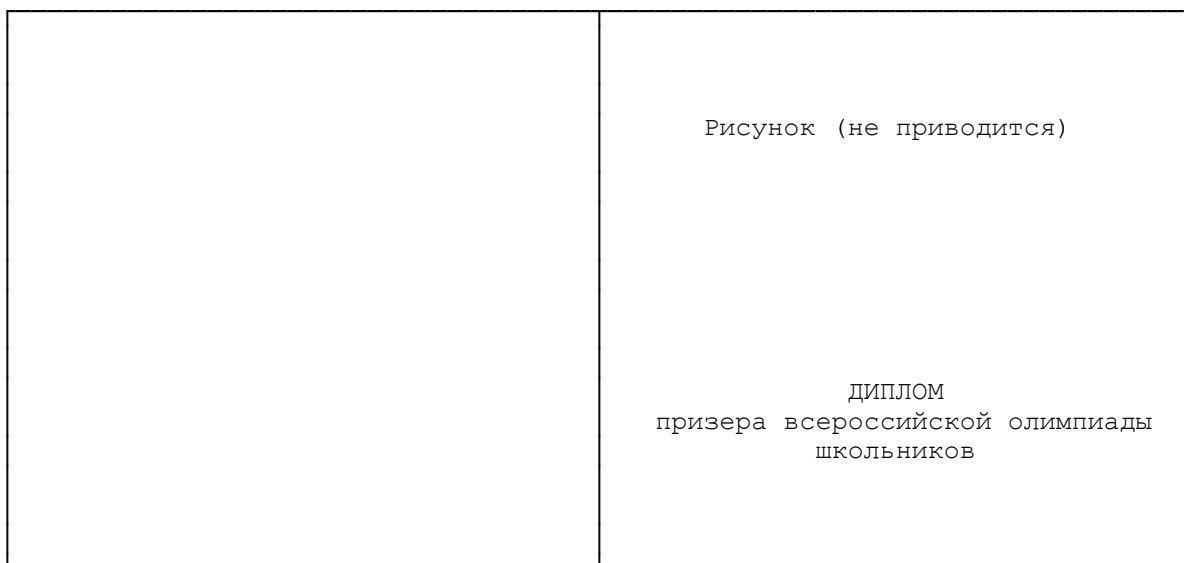 Рисунок (не приводится)
ДИПЛОМ
призера всероссийской олимпиады
школьников